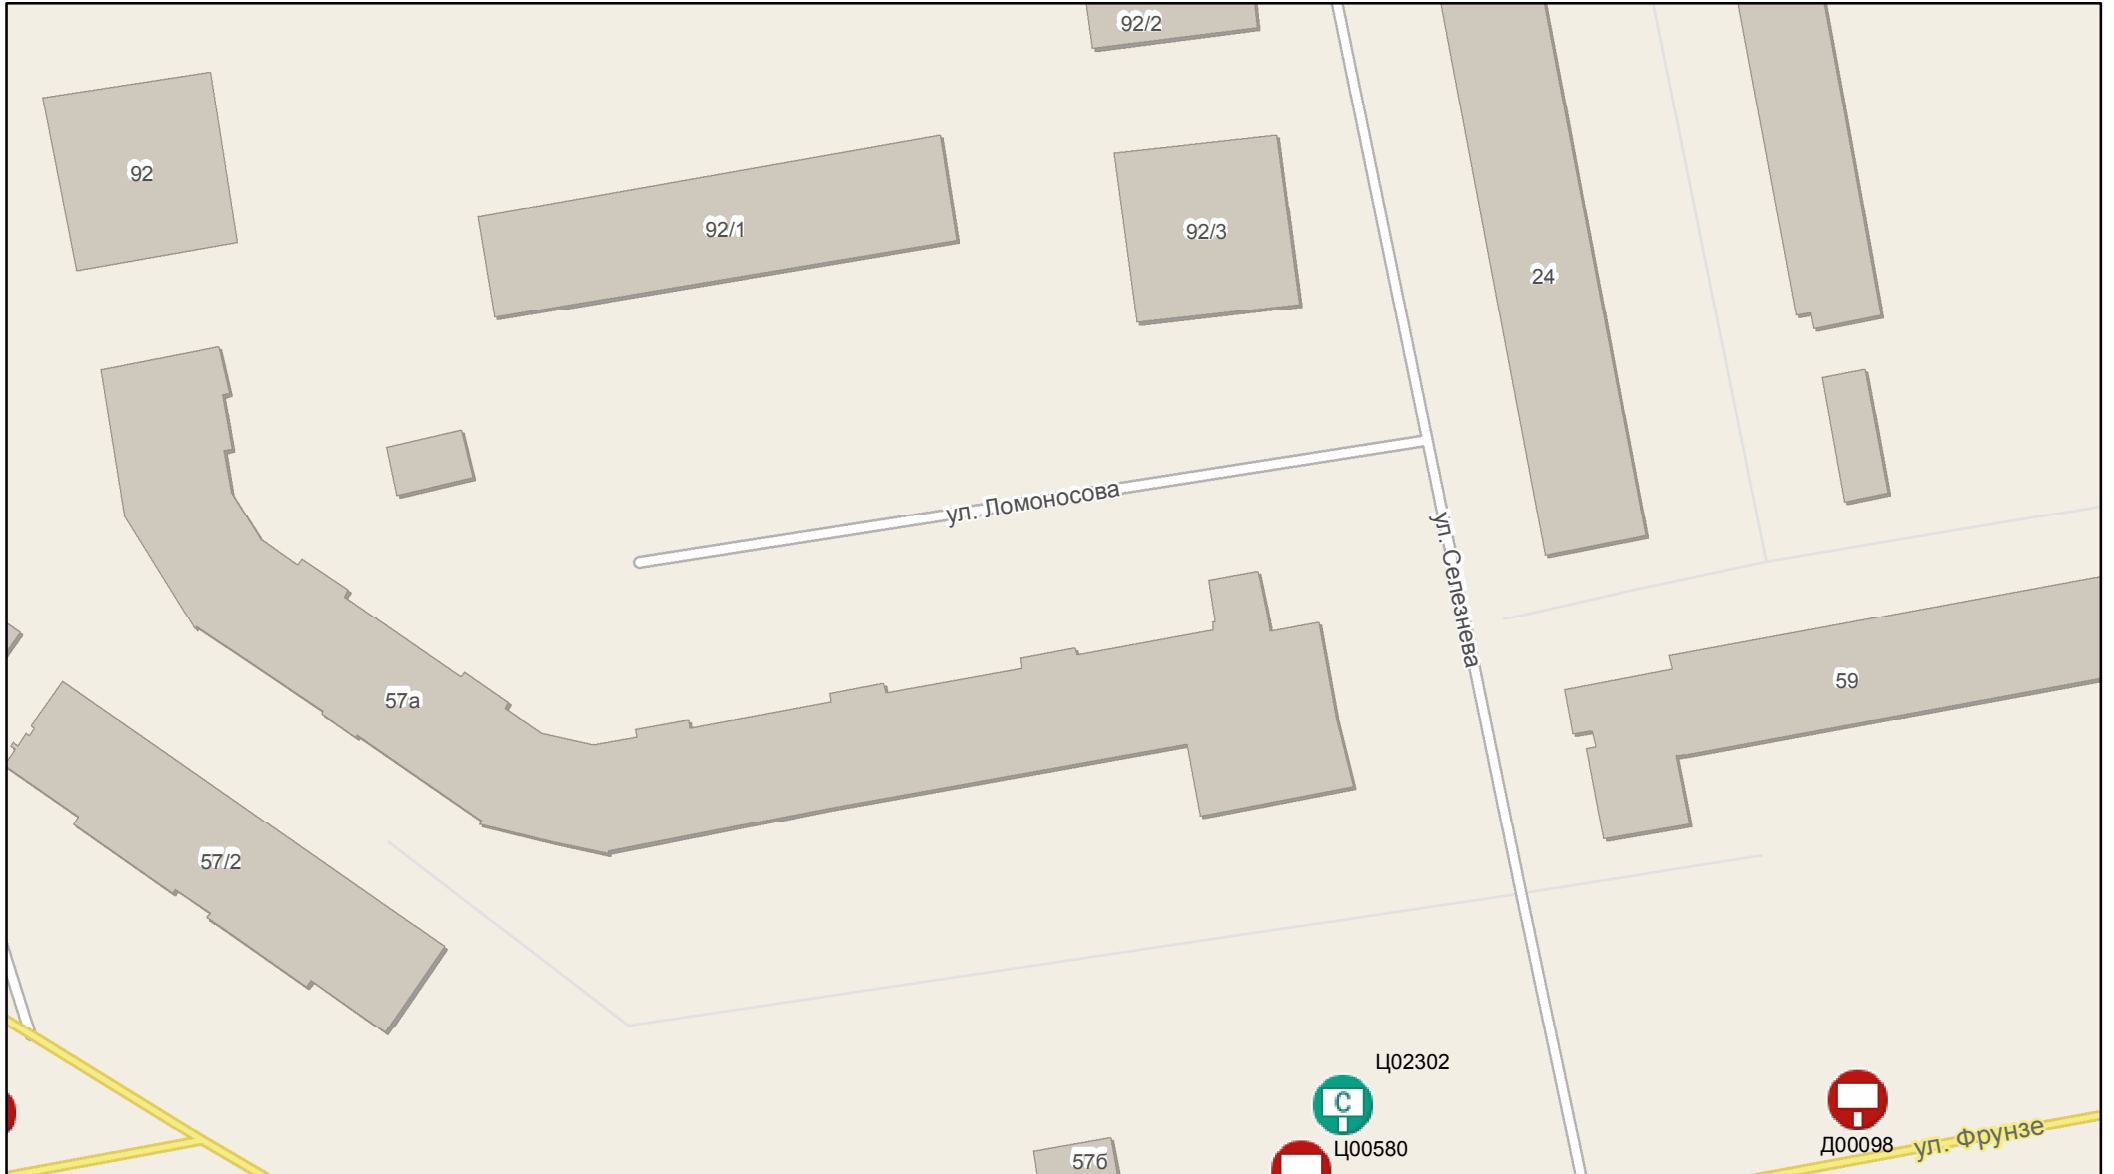 92/2
92
92/1
92/3
24
ул. Ломоносова
ул. Селезнева
57а
59
57/2
Ц02302
С
Ц00580
Д00098
ул. Фрунзе
57б